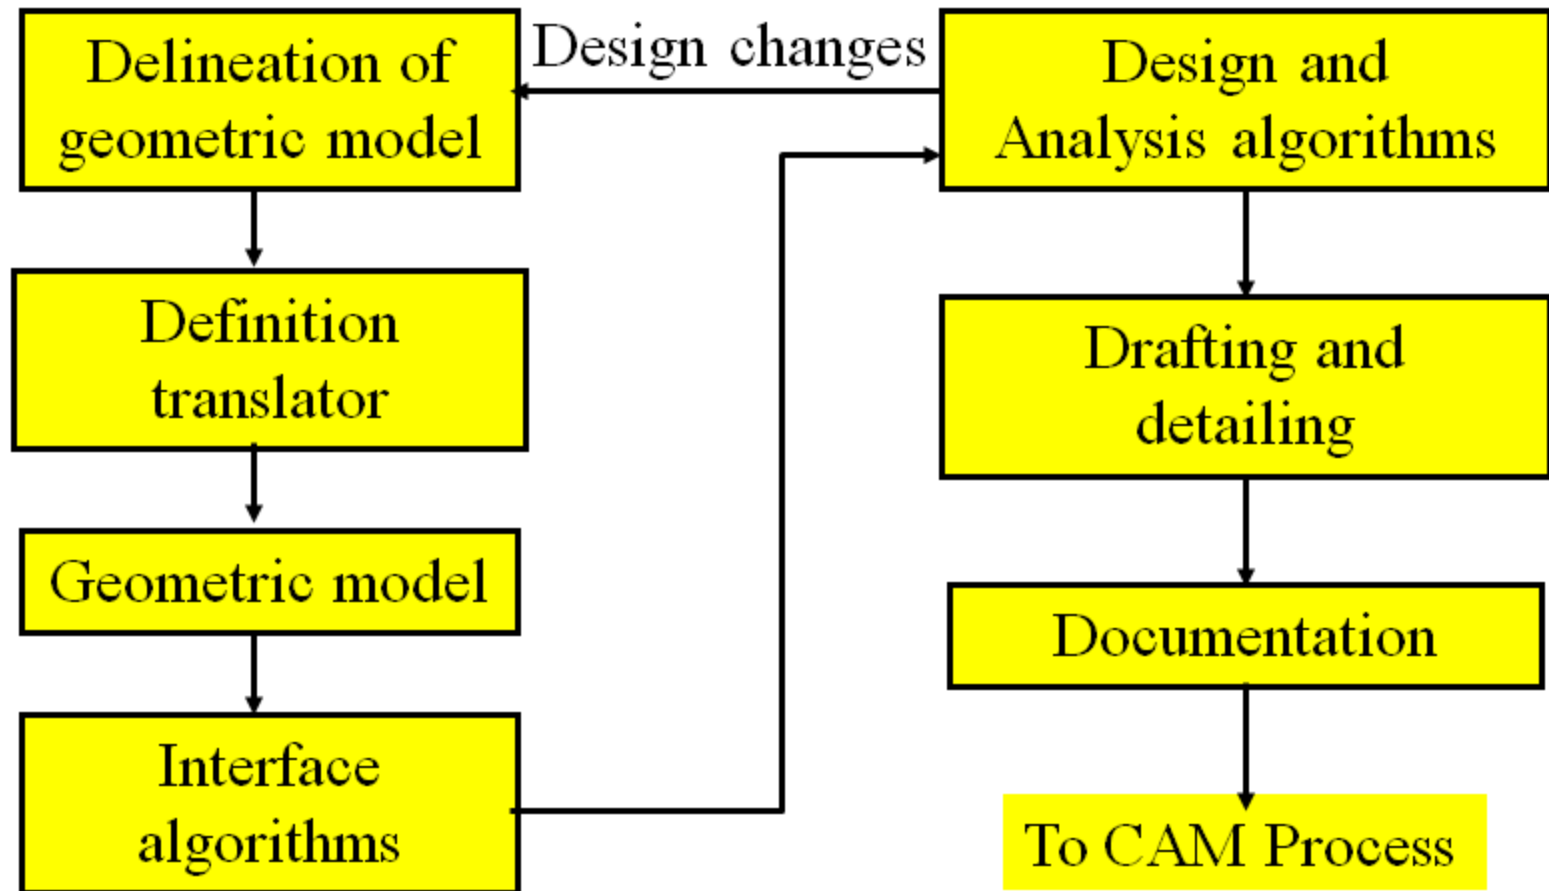 Delineation of
geometric model
Design changes
Design and
Analysis algorithms
Definition
translator
Drafting and
detailing
Geometric model
Documentation
Interface
algorithms
To CAM Process